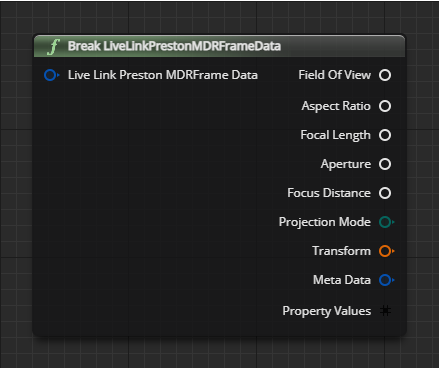 Break LiveLinkPrestonMDRFrameData
Live Link Preston MDRFrame Data
Field Of View
Aspect Ratio
Focal Length
Aperture
Focus Distance
Projection Mode
Transform
Meta Data
Property Values